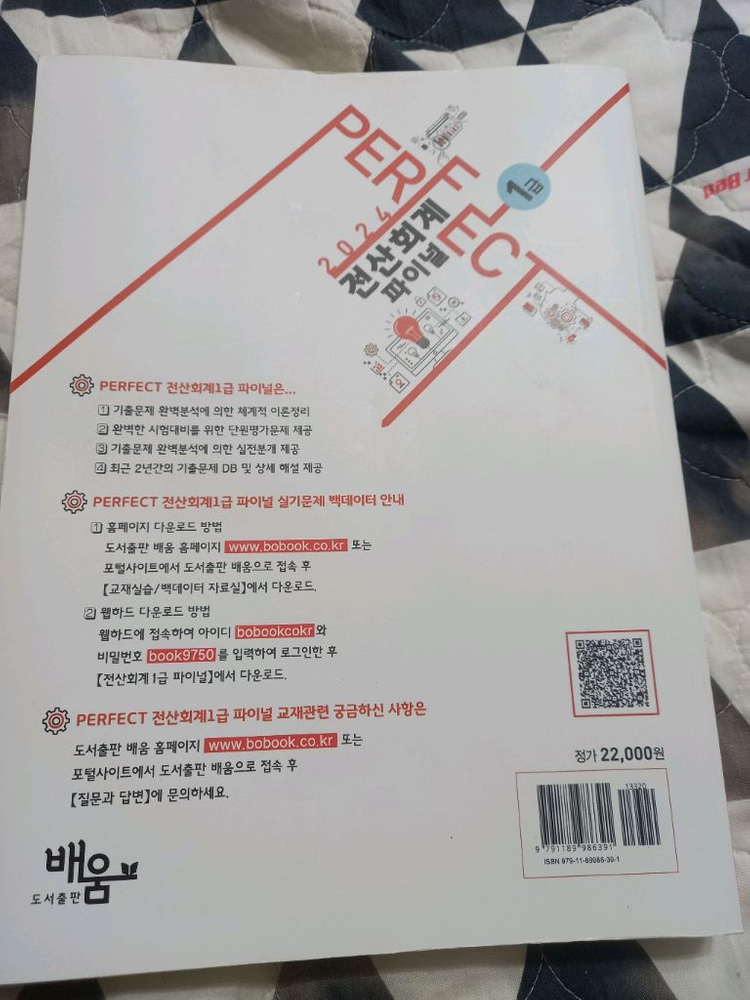 PERFECT
1급
2024
전산회계
파이널
PERFECT 전산회계1급 파이널은...
1 기출문제 완벽분석에 의한 체계적 이론정리
2 완벽한 시험대비를 위한 단원평가문제 제공
3 기출문제 완벽분석에 의한 실전분개 제공
4 최근 2년간의 기출문제 DB 및 상세 해설 제공
PERFECT 전산회계1급 파이널 실기문제 백데이터 안내
1 홈페이지 다운로드 방법
도서출판 배움 홈페이지 www.bobook.co.kr 또는
포털사이트에서 도서출판 배움으로 접속 후
【교재실습/백데이터 자료실】에서 다운로드.
2 웹하드 다운로드 방법
웹하드에 접속하여 아이디 bobookcokr와
비밀번호 book9750 를 입력하여 로그인한 후
【전산회계 1급 파이널】에서 다운로드.
PERFECT 전산회계1급 파이널 교재관련 궁금하신 사항은
도서출판 배움 홈페이지 www.bobook.co.kr 또는
포털사이트에서 도서출판 배움으로 접속 후
【질문과 답변】에 문의하세요.
정가 22,000원
13320
9 791189 986391
ISBN 979-11-89986-39-1
배움
도서출판